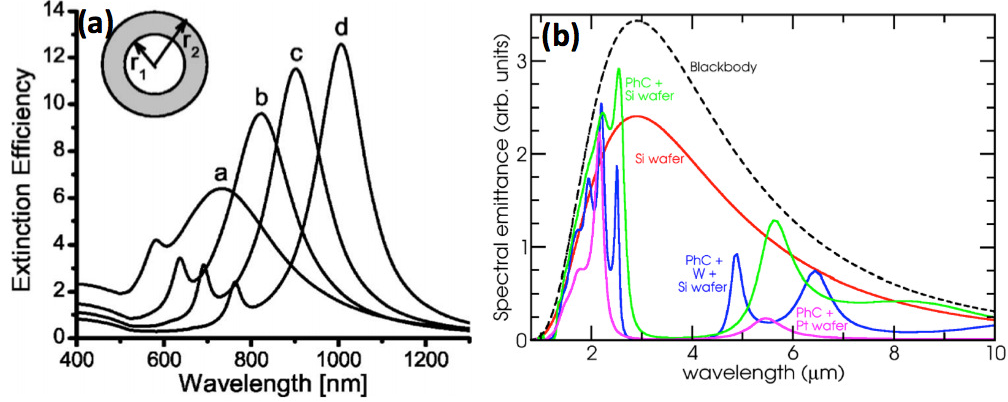 (a)
r1
r2
a
b
c
d
14
12
10
8
6
4
2
0
Extinction Efficiency
400
600
800
1000
1200
Wavelength [nm]
(b)
Blackbody
PhC +
Si wafer
Si wafer
PhC +
W +
Si wafer
PhC +
Pt wafer
3
2
1
0
Spectral emittance (arb. units)
2
4
6
8
10
wavelength (μm)